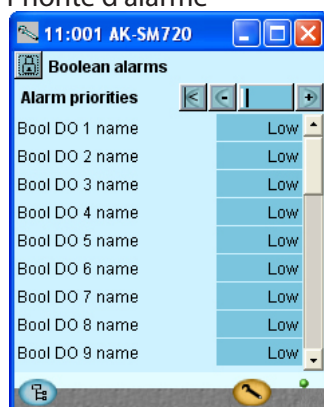 Priorité d'alarme
11:001 AK-SM720
Boolean alarms
Alarm priorities
Bool DO 1 name Low
Bool DO 2 name Low
Bool DO 3 name Low
Bool DO 4 name Low
Bool DO 5 name Low
Bool DO 6 name Low
Bool DO 7 name Low
Bool DO 8 name Low
Bool DO 9 name Low